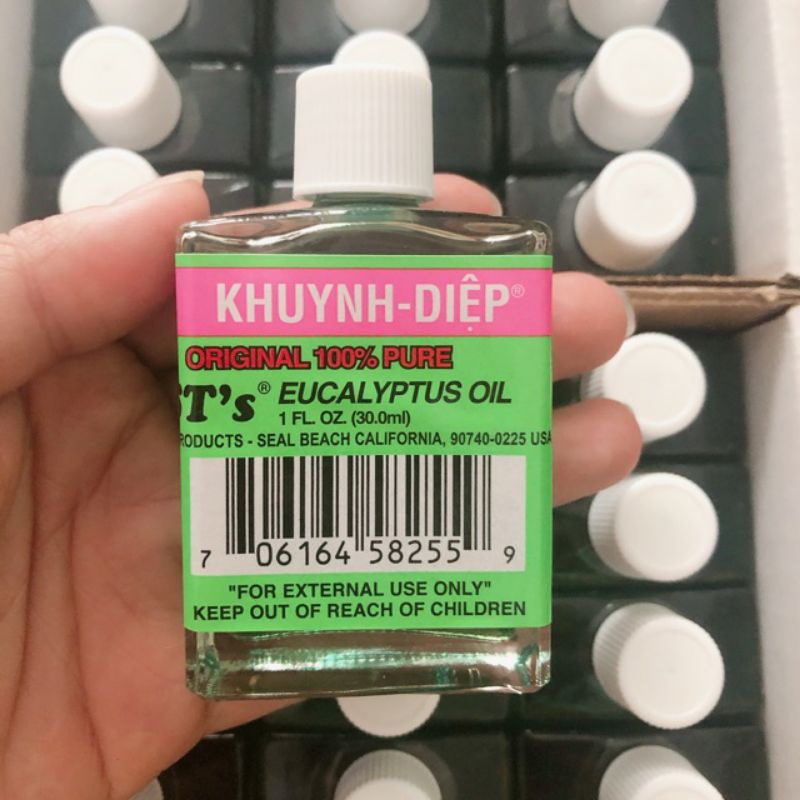 KHUYNH-DIỆP®
ORIGINAL 100% PURE
EUCALYPTUS OIL
1 FL. OZ. (30.0ml)
- SEAL BEACH CALIFORNIA, 90740-0225 USA
7 06164 58255 9
"FOR EXTERNAL USE ONLY"
KEEP OUT OF REACH OF CHILDREN